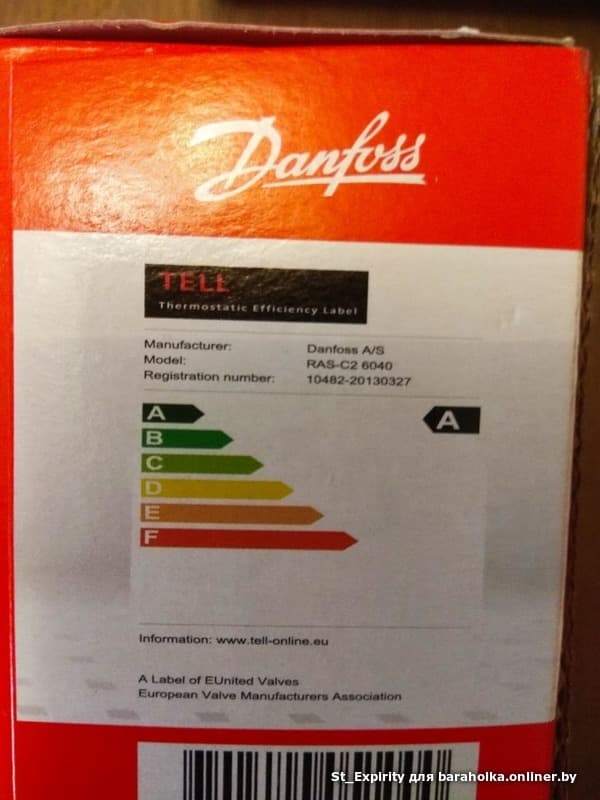 Danfoss
TELL
Thermostatic Efficiency Label
Manufacturer: Danfoss A/S
Model: RAS-C2 6040
Registration number: 10482-20130327
A A
B
C
D
E
F
Information: www.tell-online.eu
A Label of EUnited Valves
European Valve Manufacturers Association
St_Expirity для baraholka.onliner.by